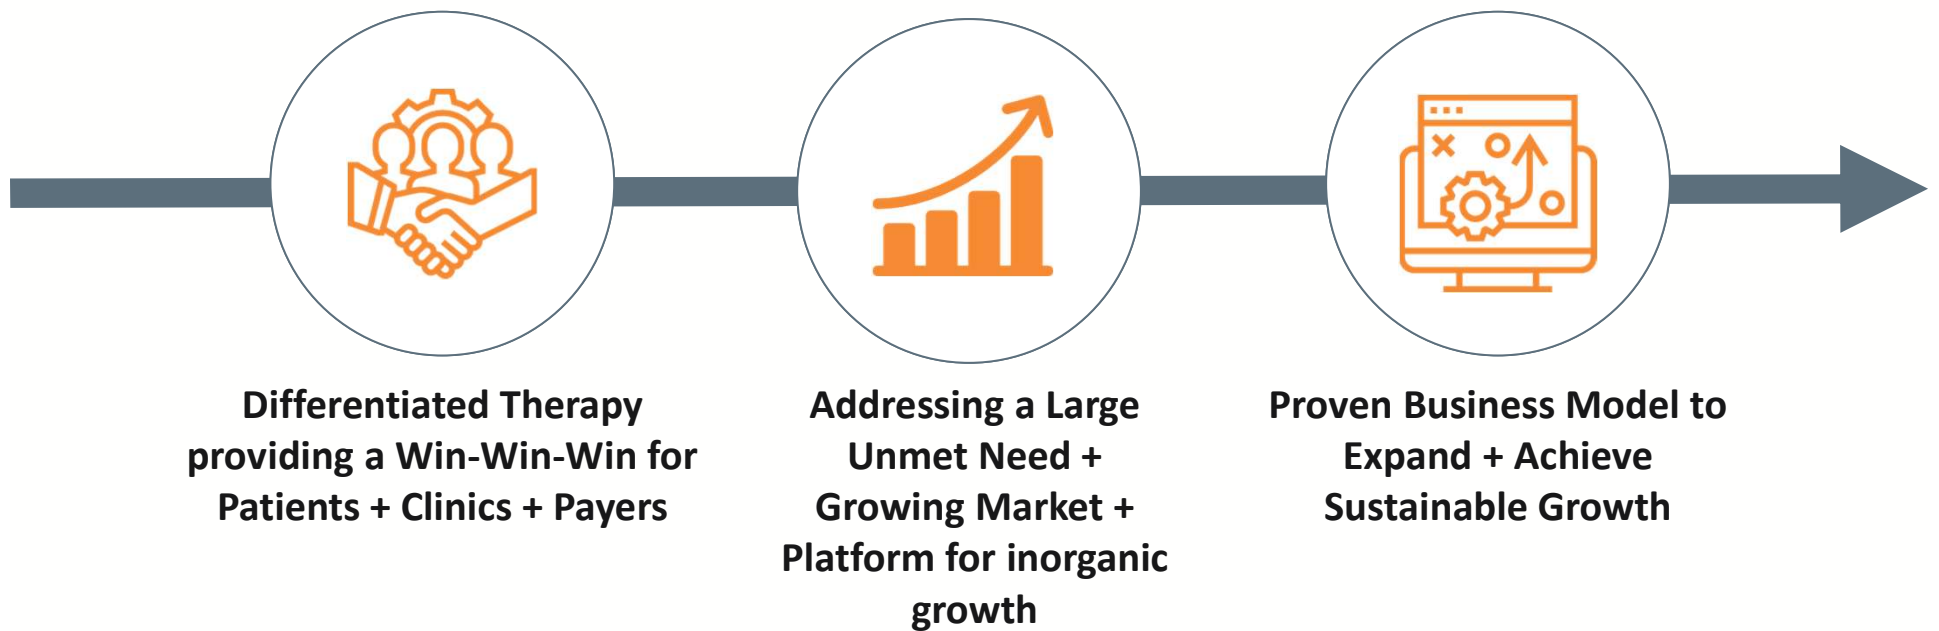 Differentiated Therapy
providing a Win-Win-Win for
Patients + Clinics + Payers
Addressing a Large
Unmet Need +
Growing Market +
Platform for inorganic
growth
Proven Business Model to
Expand + Achieve
Sustainable Growth